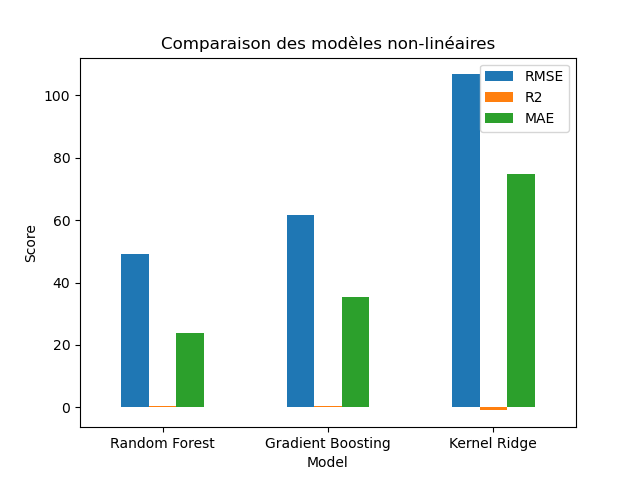 Comparaison des modèles non-linéaires
RMSE
R2
MAE
Score
100
80
60
40
20
0
Random Forest
Gradient Boosting
Kernel Ridge
Model